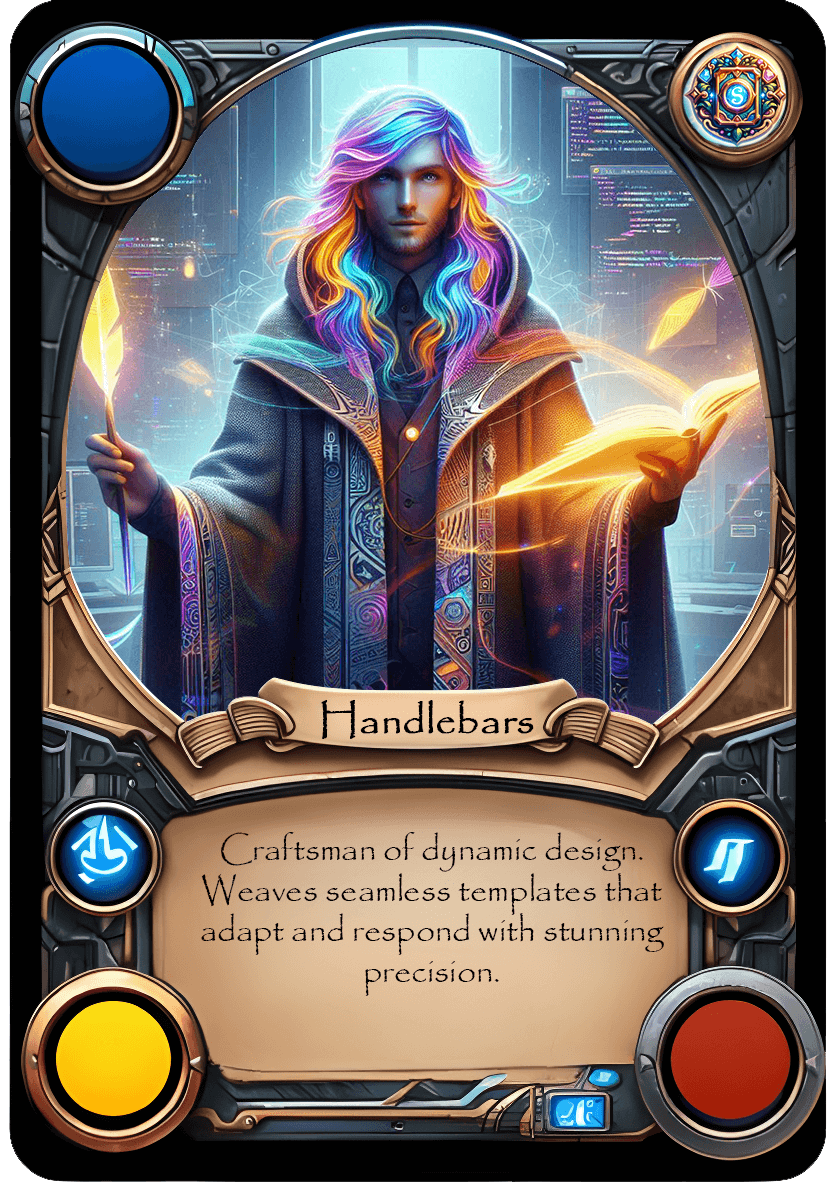 Handlebars
Craftsman of dynamic design.
Weaves seamless templates that
adapt and respond with stunning
precision.